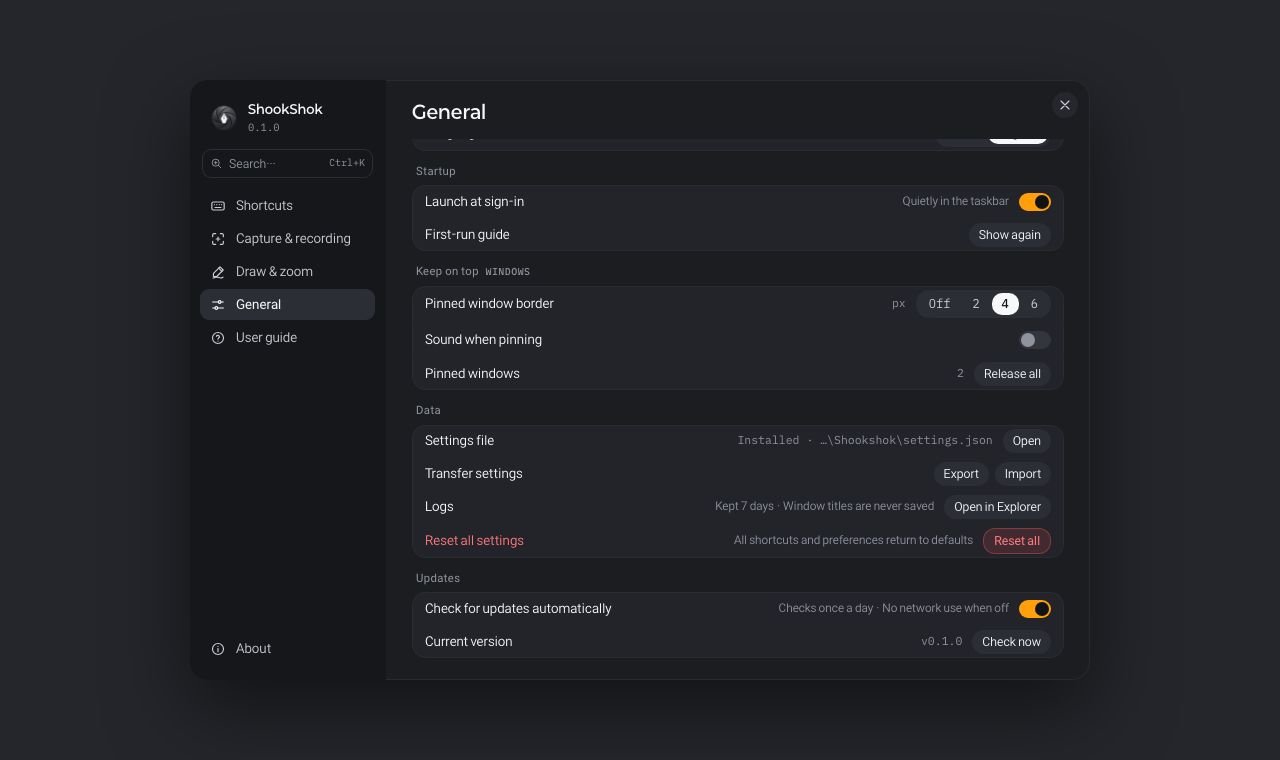 ShookShok
0.1.0
Search···
Ctrl+K
Shortcuts
Capture & recording
Draw & zoom
General
User guide
About
General
Startup
Launch at sign-in
Quietly in the taskbar
First-run guide
Show again
Keep on top WINDOWS
Pinned window border
px Off 2 4 6
Sound when pinning
Pinned windows
2 Release all
Data
Settings file
Installed · …\Shookshok\settings.json Open
Transfer settings
Export Import
Logs
Kept 7 days · Window titles are never saved Open in Explorer
Reset all settings
All shortcuts and preferences return to defaults Reset all
Updates
Check for updates automatically
Checks once a day · No network use when off
Current version
v0.1.0 Check now